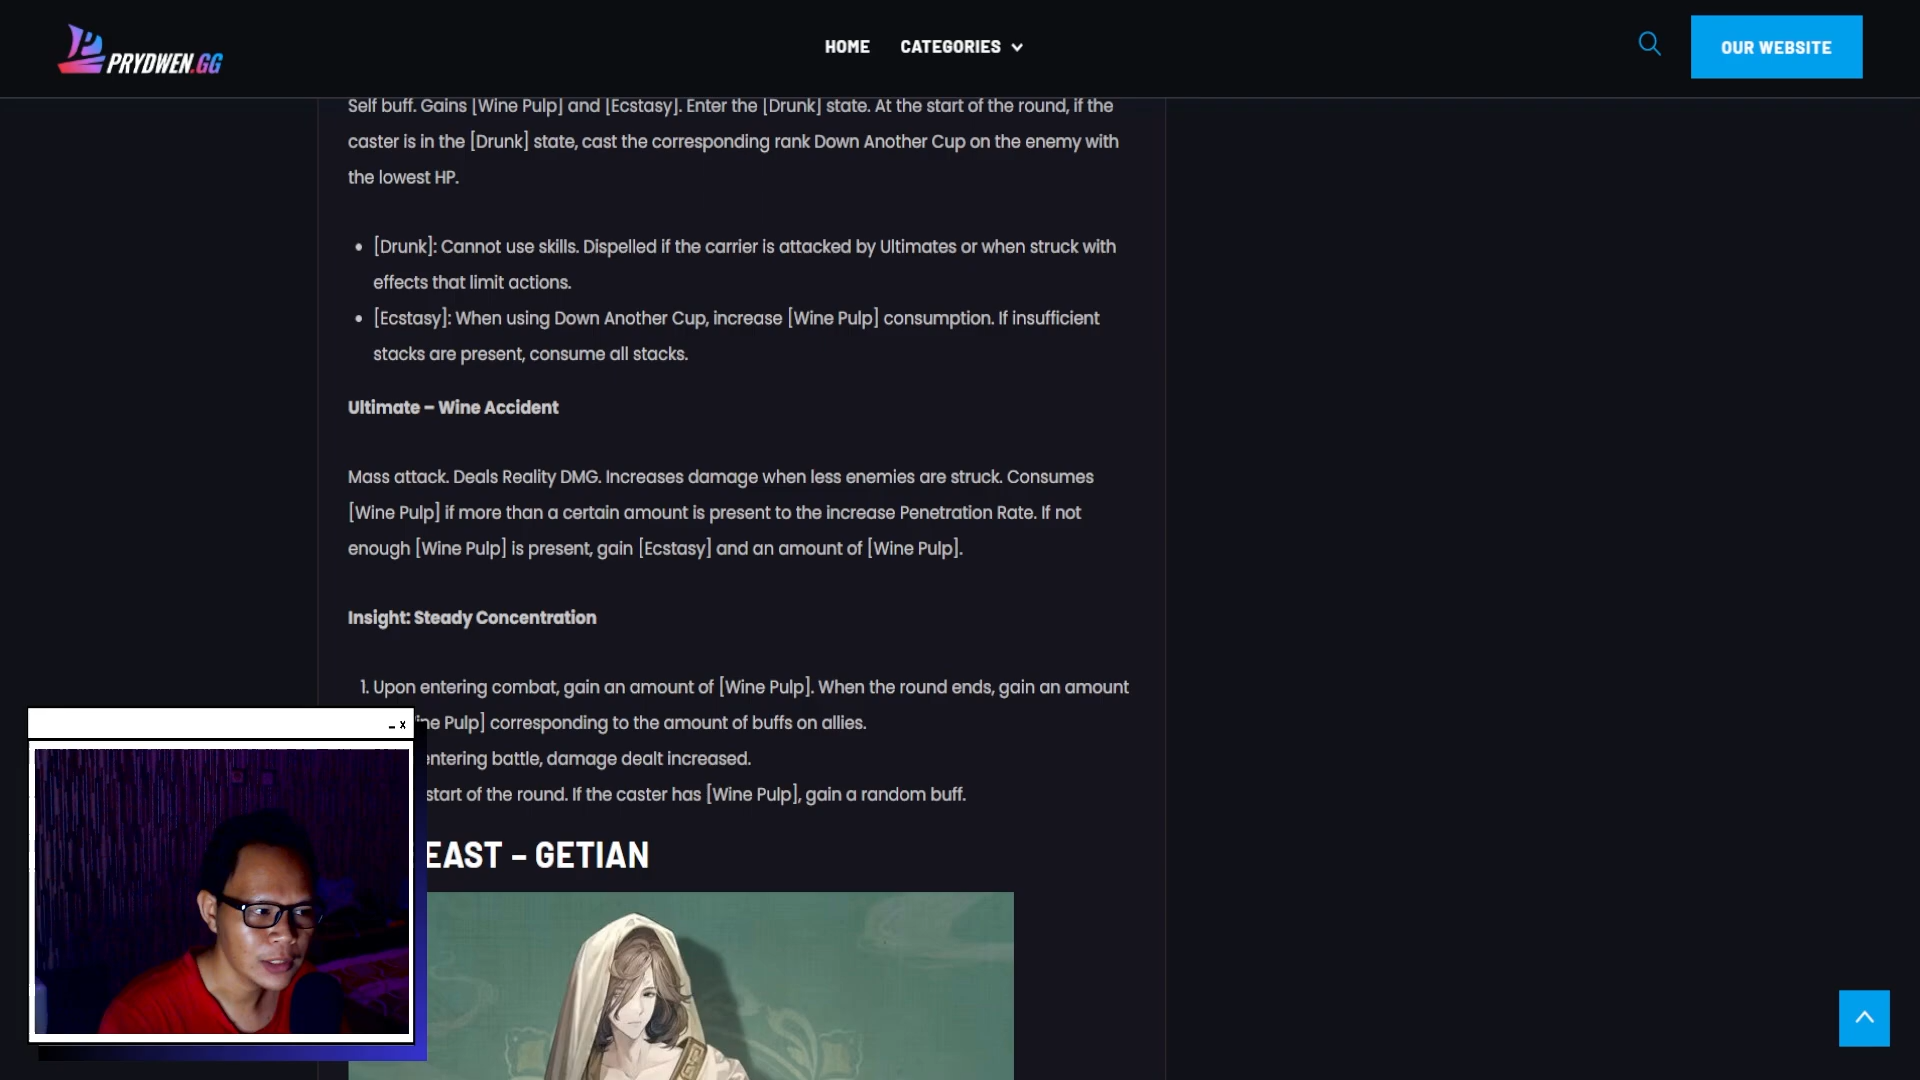 PRYDWEN.GG
HOME
CATEGORIES
OUR WEBSITE
Self buff. Gains [Wine Pulp] and [Ecstasy]. Enter the [Drunk] state. At the start of the round, if the
caster is in the [Drunk] state, cast the corresponding rank Down Another Cup on the enemy with
the lowest HP.
• [Drunk]: Cannot use skills. Dispelled if the carrier is attacked by Ultimates or when struck with
effects that limit actions.
• [Ecstasy]: When using Down Another Cup, increase [Wine Pulp] consumption. If insufficient
stacks are present, consume all stacks.
Ultimate – Wine Accident
Mass attack. Deals Reality DMG. Increases damage when less enemies are struck. Consumes
[Wine Pulp] if more than a certain amount is present to the increase Penetration Rate. If not
enough [Wine Pulp] is present, gain [Ecstasy] and an amount of [Wine Pulp].
Insight: Steady Concentration
1. Upon entering combat, gain an amount of [Wine Pulp]. When the round ends, gain an amount
ne Pulp] corresponding to the amount of buffs on allies.
entering battle, damage dealt increased.
start of the round. If the caster has [Wine Pulp], gain a random buff.
EAST – GETIAN